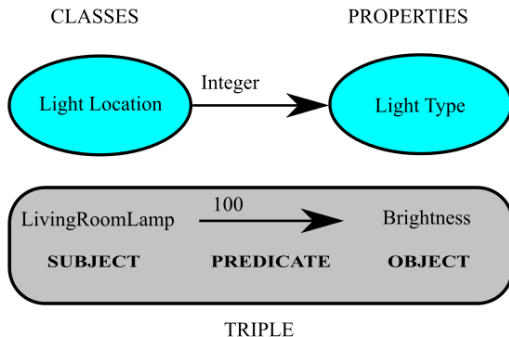 CLASSES PROPERTIES
Integer
Light Location Light Type
100
LivingRoomLamp Brightness
SUBJECT PREDICATE OBJECT
TRIPLE